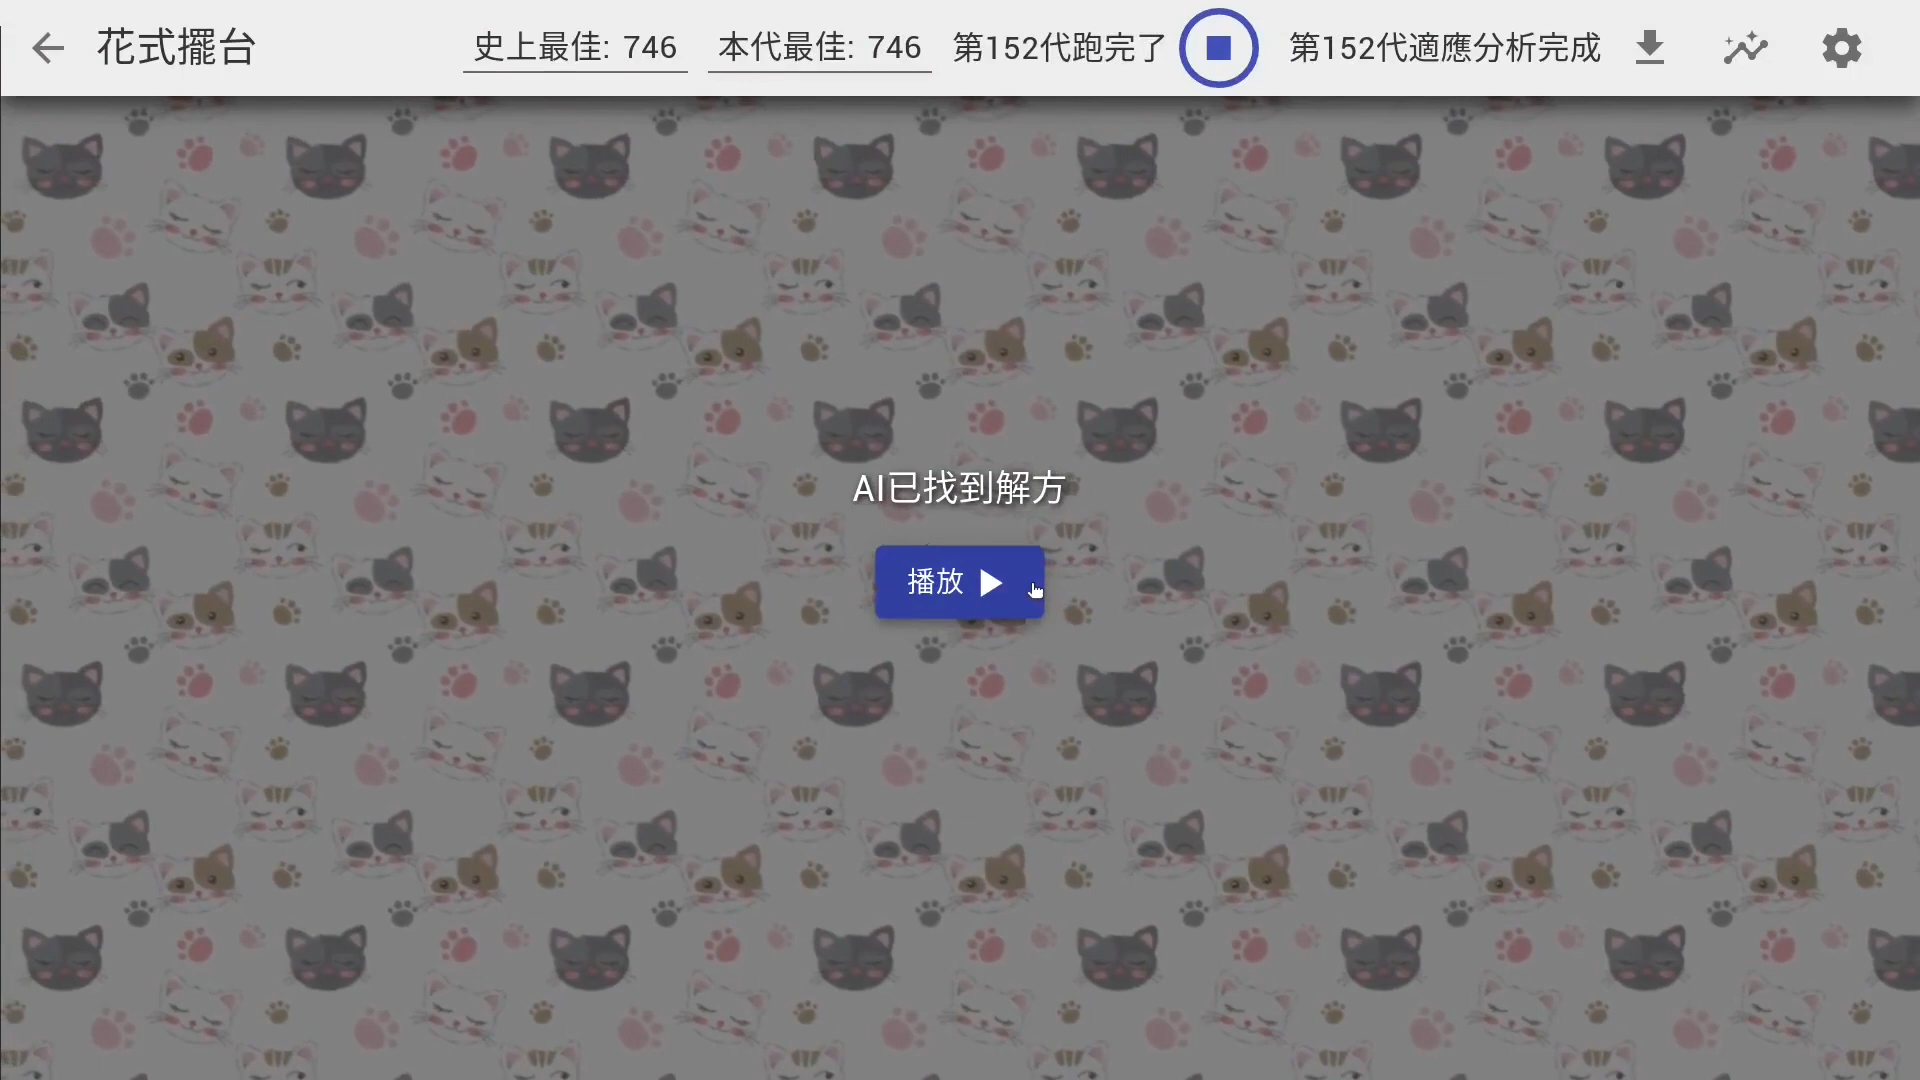 花式擺台
史上最佳: 746
本代最佳: 746
第152代跑完了
第152代適應分析完成
AI已找到解方
播放